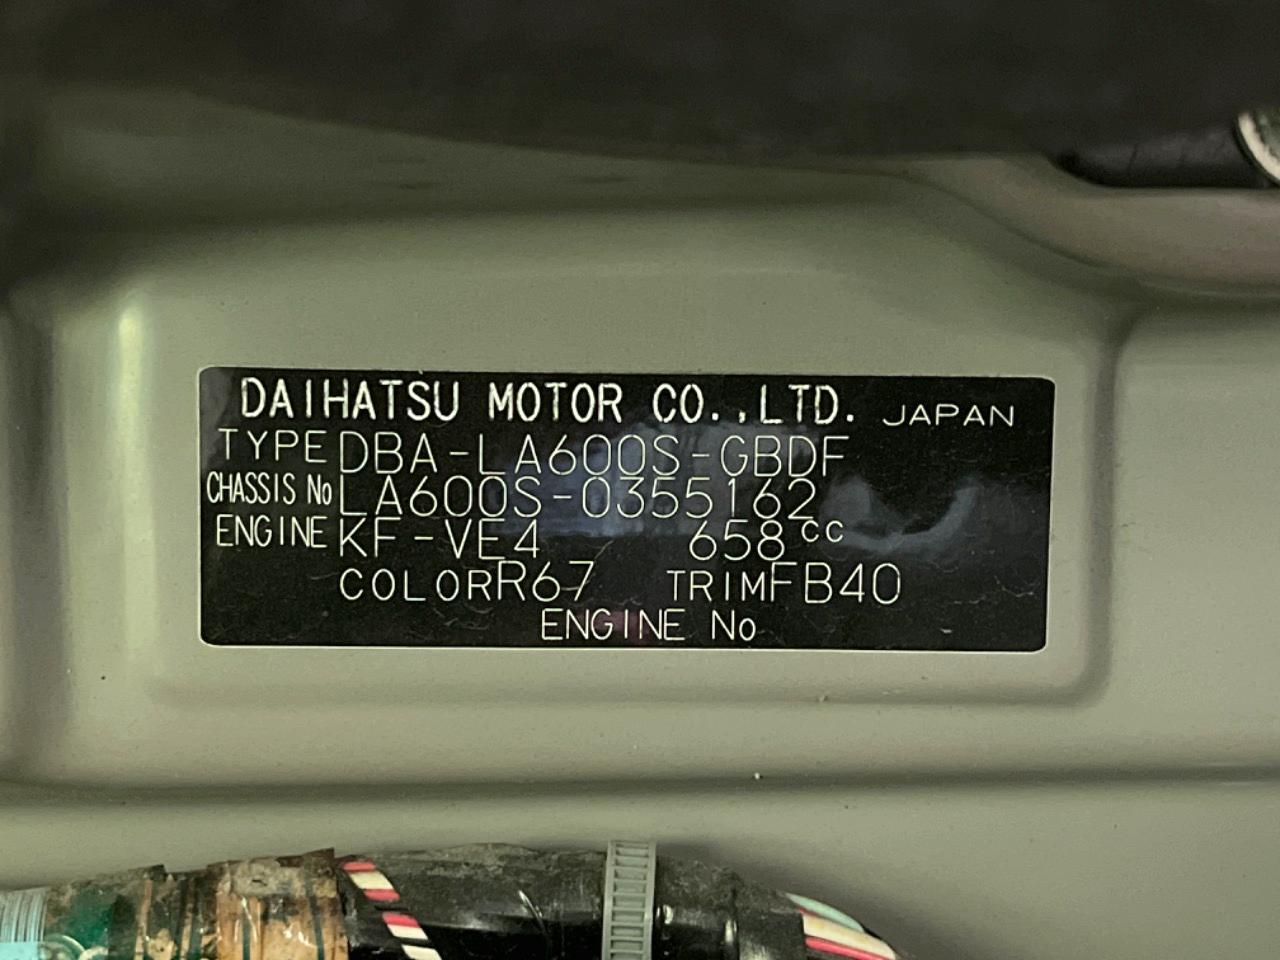 DAIHATSU MOTOR CO.,LTD. JAPAN
TYPE DBA-LA600S-GBDF
CHASSIS No LA600S-0355162
ENGINE KF-VE4 658cc
COLOR R67 TRIM FB40
ENGINE No